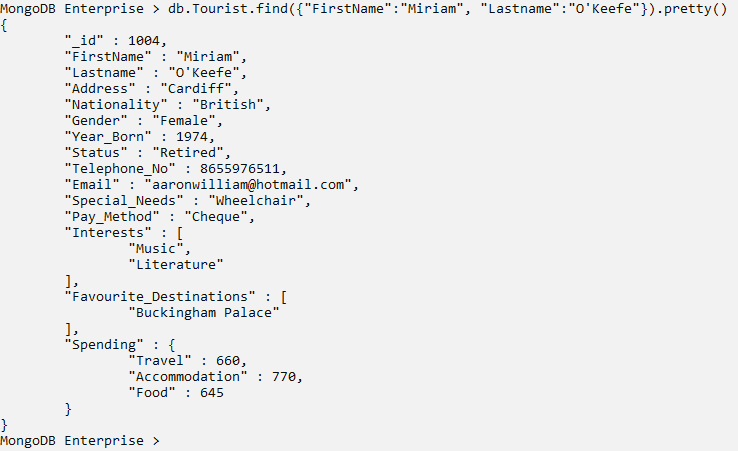 MongoDB Enterprise > db.Tourist.find({"FirstName":"Miriam", "Lastname":"O'Keefe"}).pretty()
{
        "_id" : 1004,
        "FirstName" : "Miriam",
        "Lastname" : "O'Keefe",
        "Address" : "Cardiff",
        "Nationality" : "British",
        "Gender" : "Female",
        "Year_Born" : 1974,
        "Status" : "Retired",
        "Telephone_No" : 8655976511,
        "Email" : "aaronwilliam@hotmail.com",
        "Special_Needs" : "Wheelchair",
        "Pay_Method" : "Cheque",
        "Interests" : [
                "Music",
                "Literature"
        ],
        "Favourite_Destinations" : [
                "Buckingham Palace"
        ],
        "Spending" : {
                "Travel" : 660,
                "Accommodation" : 770,
                "Food" : 645
        }
}
MongoDB Enterprise >